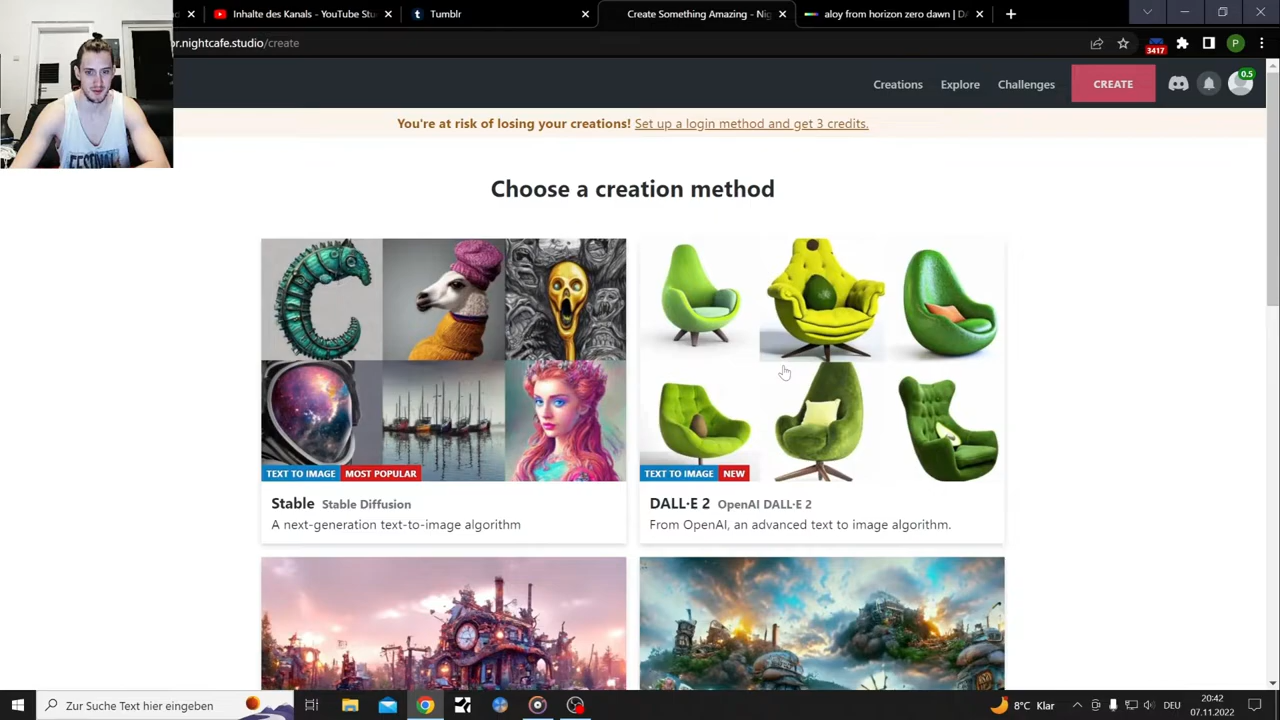 Inhalte des Kanals - YouTube Stu
Tumblr
Create Something Amazing - Nig
aloy from horizon zero dawn | DA
or.nightcafe.studio/create
3417
P
Creations
Explore
Challenges
CREATE
0.5
You're at risk of losing your creations! Set up a login method and get 3 credits.
Choose a creation method
TEXT TO IMAGE
MOST POPULAR
TEXT TO IMAGE
NEW
Stable Stable Diffusion
A next-generation text-to-image algorithm
DALL·E 2 OpenAI DALL·E 2
From OpenAI, an advanced text to image algorithm.
Zur Suche Text hier eingeben
8°C Klar
DEU
20:42
07.11.2022